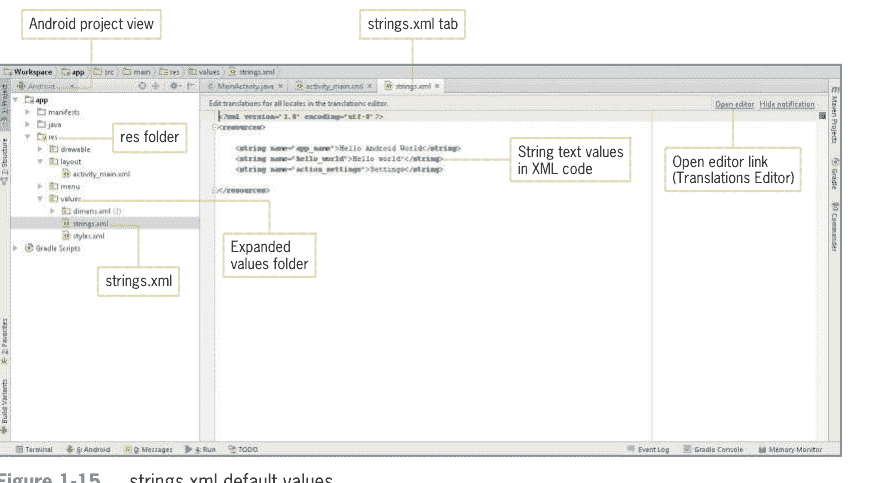 Android project view
strings.xml tab
Workspace app src main res values strings.xml
Android MainActivity.java activity_main.xml strings.xml
Edit translations for all locales in the translations editor. Open editor Hide notification
app
manifests
java
res
drawable
layout
activity_main.xml
menu
values
dimens.xml (2)
strings.xml
styles.xml
Gradle Scripts
<?xml version="1.0" encoding="utf-8"?>
<resources>
<string name="app_name">Hello Android World</string>
<string name="hello_world">Hello world!</string>
<string name="action_settings">Settings</string>
</resources>
res folder
String text values
in XML code
Open editor link
(Translations Editor)
Expanded
values folder
strings.xml
1: Project
7: Structure
2: Favorites
Build Variants
Maven Projects
Gradle
Commander
Terminal 6: Android 0: Messages 4: Run TODO Event Log Gradle Console Memory Monitor
Figure 1-15 strings.xml default values